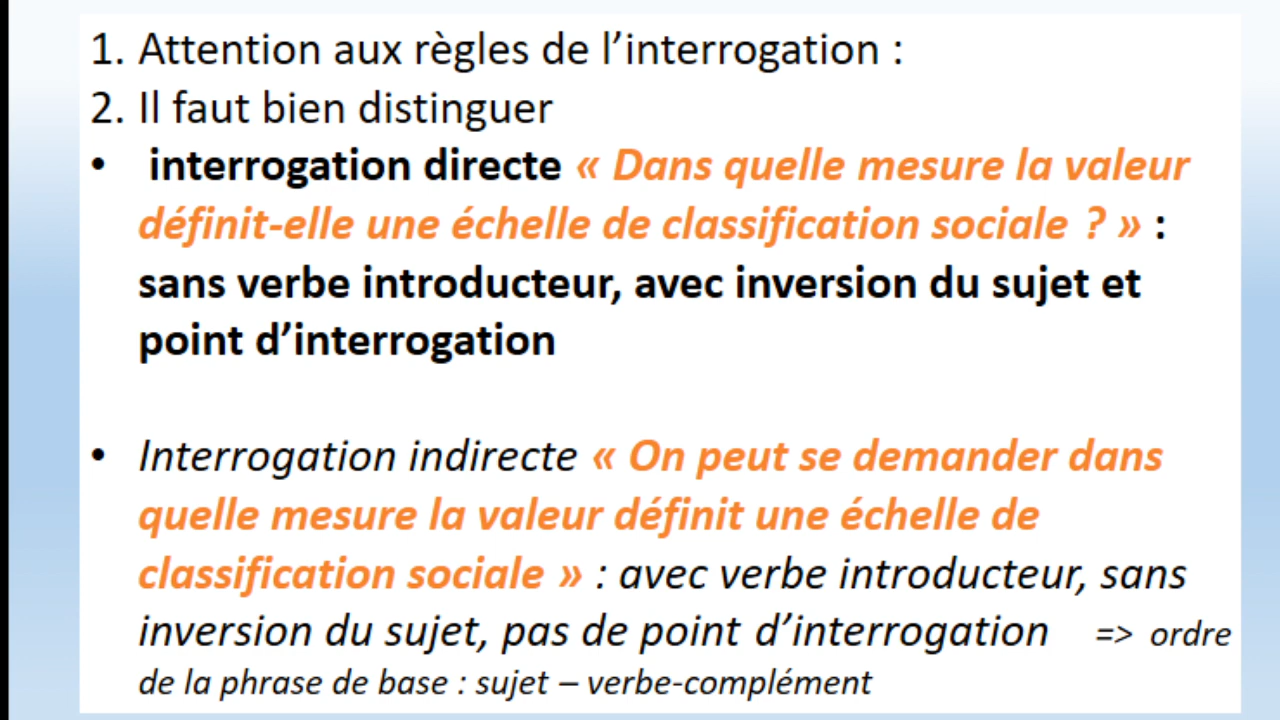 1. Attention aux règles de l’interrogation :
2. Il faut bien distinguer
• interrogation directe « Dans quelle mesure la valeur
définit-elle une échelle de classification sociale ? » :
sans verbe introducteur, avec inversion du sujet et
point d’interrogation
• Interrogation indirecte « On peut se demander dans
quelle mesure la valeur définit une échelle de
classification sociale » : avec verbe introducteur, sans
inversion du sujet, pas de point d’interrogation => ordre
de la phrase de base : sujet – verbe-complément